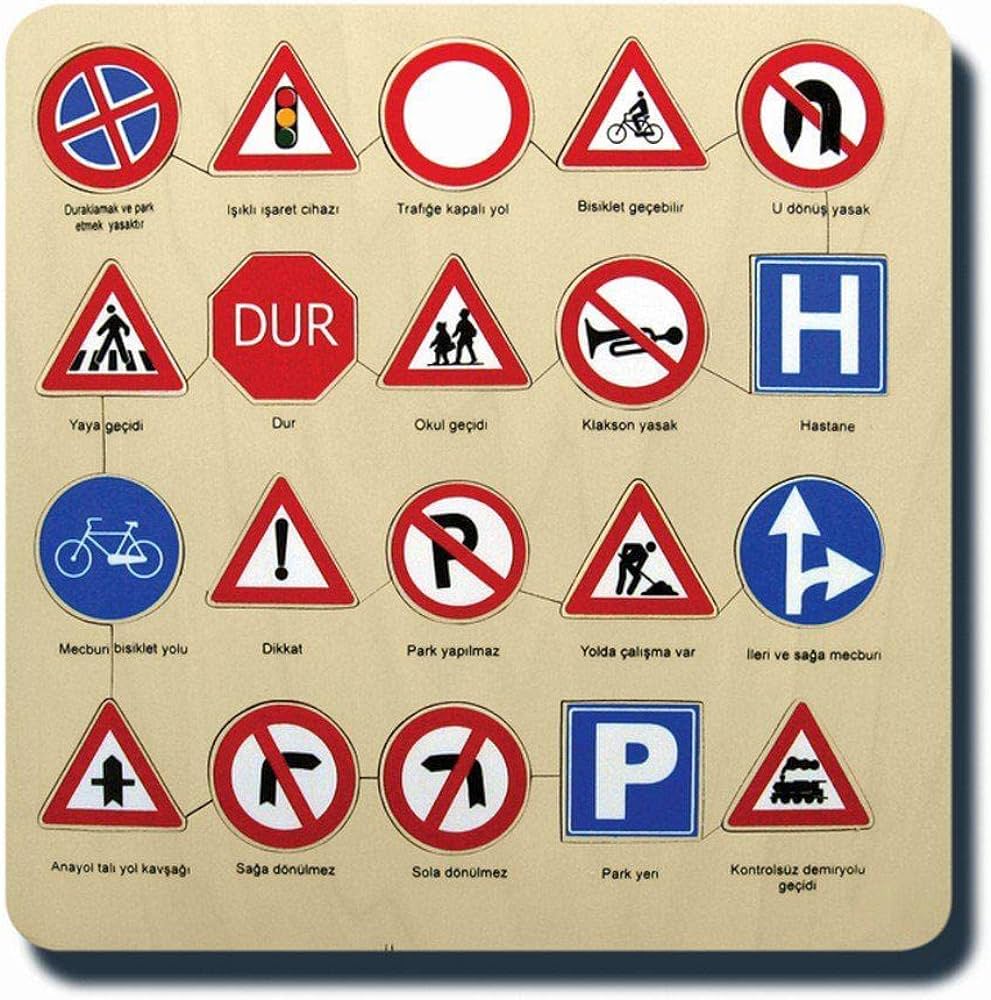 Duraklamak ve park
etmek yasaktır
Işıklı işaret cihazı
Trafiğe kapalı yol
Bisiklet geçebilir
U dönüş yasak
DUR
H
Yaya geçidi
Dur
Okul geçidi
Klakson yasak
Hastane
P
Mecburi bisiklet yolu
Dikkat
Park yapılmaz
Yolda çalışma var
İleri ve sağa mecburi
P
Anayol talı yol kavşağı
Sağa dönülmez
Sola dönülmez
Park yeri
Kontrolsüz demiryolu
geçidi